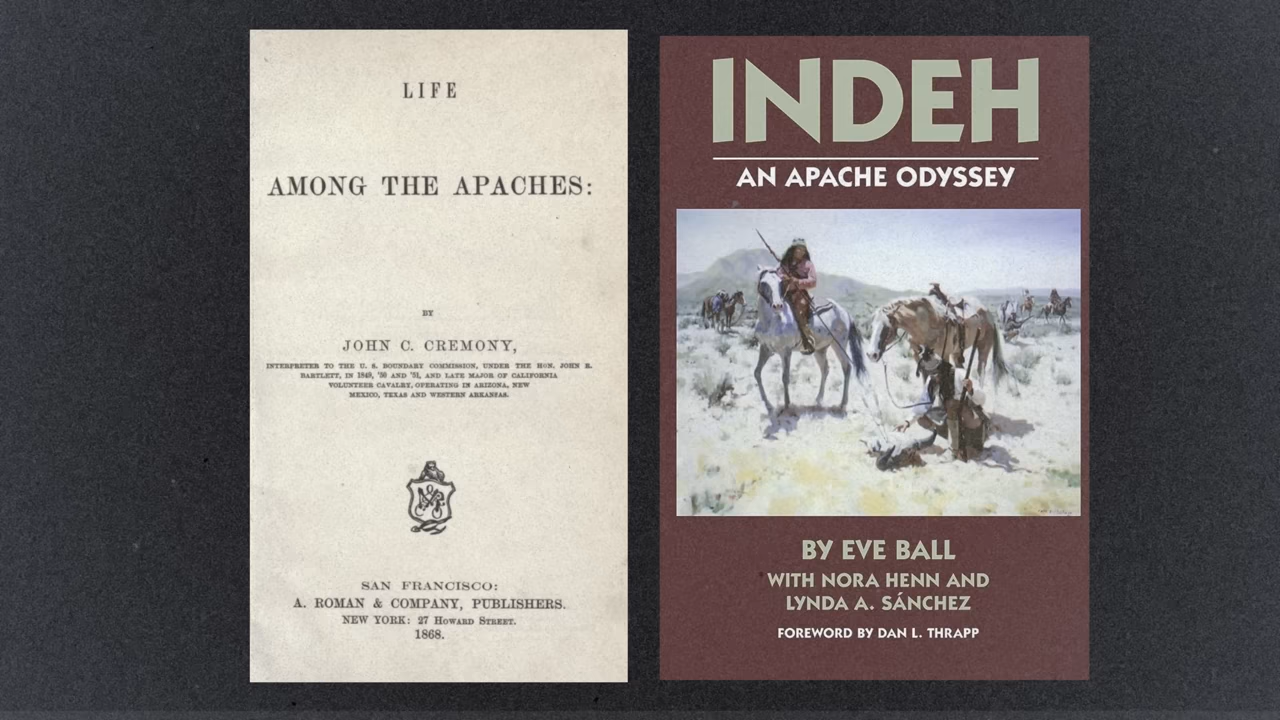 LIFE
AMONG THE APACHES:
BY
JOHN C. CREMONY,
INTERPRETER TO THE U. S. BOUNDARY COMMISSION, UNDER THE HON. JOHN R.
BARTLETT, IN 1849, '50 AND '51, AND LATE MAJOR OF CALIFORNIA
VOLUNTEER CAVALRY, OPERATING IN ARIZONA, NEW
MEXICO, TEXAS AND WESTERN ARKANSAS.
SAN FRANCISCO:
A. ROMAN & COMPANY, PUBLISHERS.
NEW YORK: 27 HOWARD STREET.
1868.
INDEH
AN APACHE ODYSSEY
BY EVE BALL
WITH NORA HENN AND
LYNDA A. SÁNCHEZ
FOREWORD BY DAN L. THRAPP